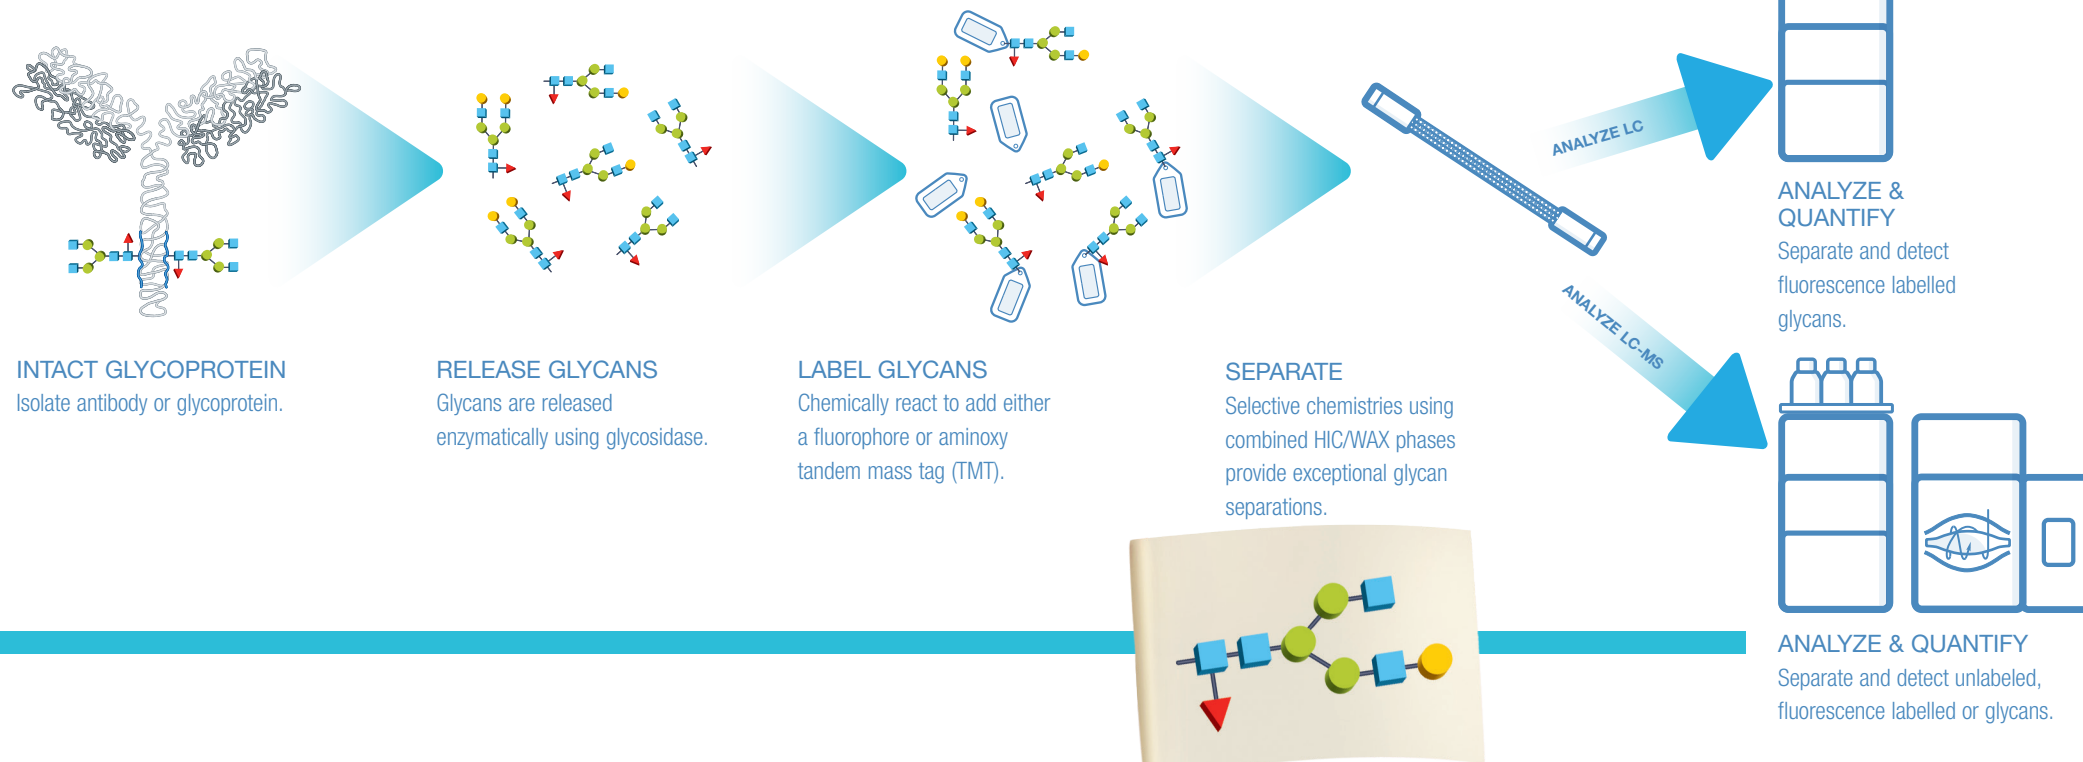 INTACT GLYCOPROTEIN
Isolate antibody or glycoprotein.
RELEASE GLYCANS
Glycans are released
enzymatically using glycosidase.
LABEL GLYCANS
Chemically react to add either
a fluorophore or aminoxy
tandem mass tag (TMT).
SEPARATE
Selective chemistries using
combined HIC/WAX phases
provide exceptional glycan
separations.
ANALYZE LC
ANALYZE LC-MS
ANALYZE &
QUANTIFY
Separate and detect
fluorescence labelled
glycans.
ANALYZE & QUANTIFY
Separate and detect unlabeled,
fluorescence labelled or glycans.